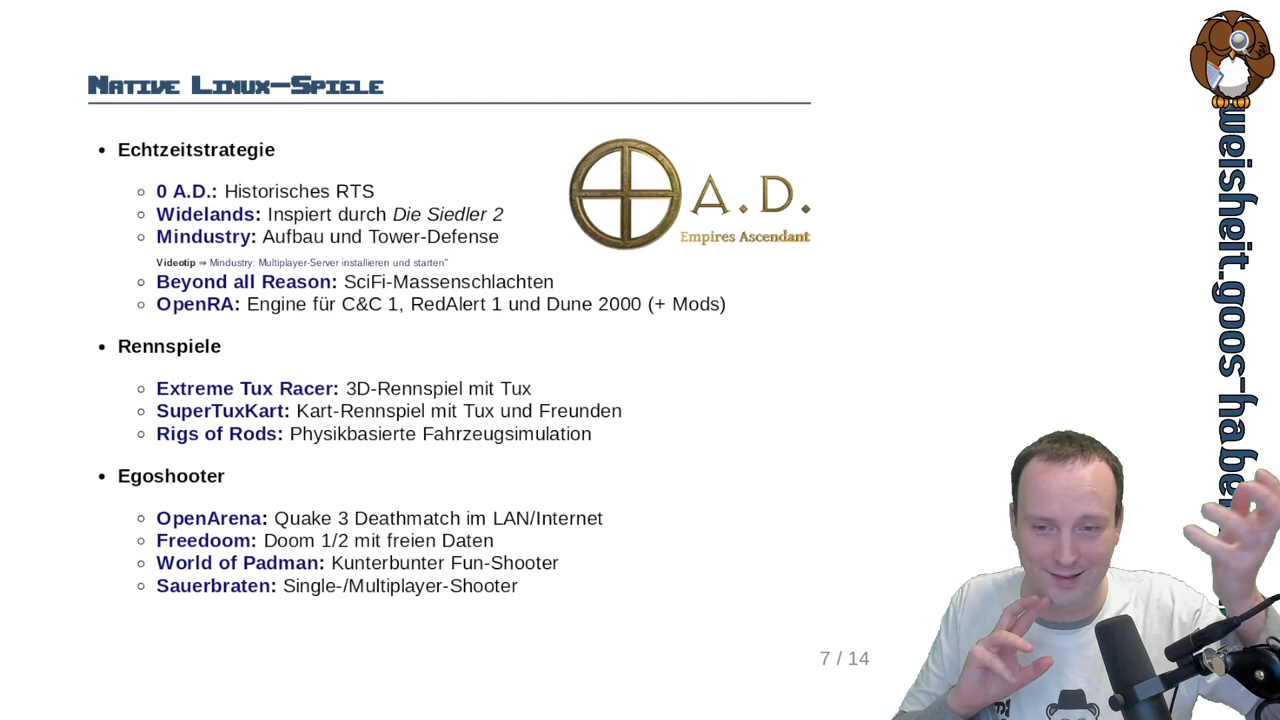 Native Linux-Spiele
• Echtzeitstrategie
○ 0 A.D.: Historisches RTS
○ Widelands: Inspiert durch Die Siedler 2
○ Mindustry: Aufbau und Tower-Defense
Videotip ⇒ Mindustry: Multiplayer-Server installieren und starten"
○ Beyond all Reason: SciFi-Massenschlachten
○ OpenRA: Engine für C&C 1, RedAlert 1 und Dune 2000 (+ Mods)
A.D.
Empires Ascendant
• Rennspiele
○ Extreme Tux Racer: 3D-Rennspiel mit Tux
○ SuperTuxKart: Kart-Rennspiel mit Tux und Freunden
○ Rigs of Rods: Physikbasierte Fahrzeugsimulation
• Egoshooter
○ OpenArena: Quake 3 Deathmatch im LAN/Internet
○ Freedoom: Doom 1/2 mit freien Daten
○ World of Padman: Kunterbunter Fun-Shooter
○ Sauerbraten: Single-/Multiplayer-Shooter
7 / 14
weisheit.goos-haber